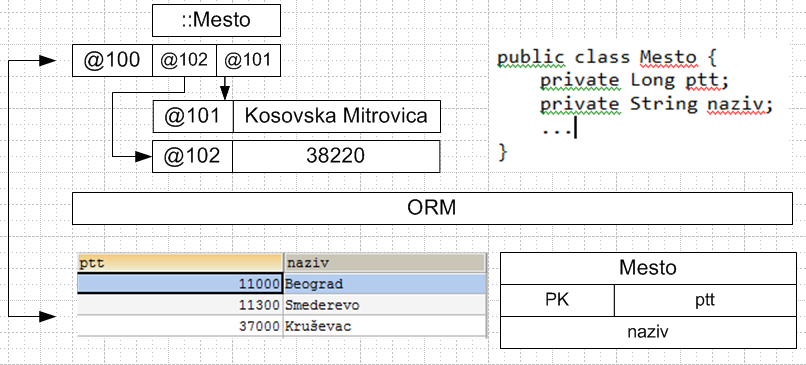 ::Mesto
@100 @102 @101
@101 Kosovska Mitrovica
@102 38220
public class Mesto {
private Long ptt;
private String naziv;
...
}
ORM
ptt naziv
11000 Beograd
11300 Smederevo
37000 Kruševac
Mesto
PK ptt
naziv